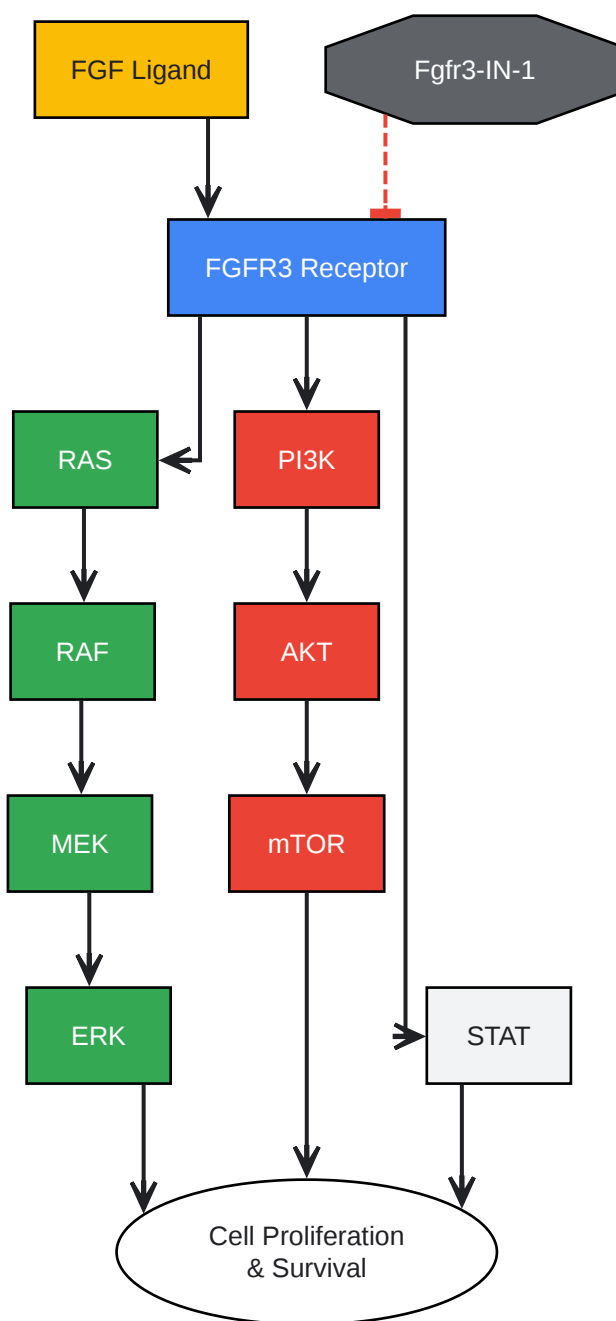 FGF Ligand
Fgfr3-IN-1
FGFR3 Receptor
RAS
PI3K
RAF
AKT
MEK
mTOR
ERK
STAT
Cell Proliferation
& Survival